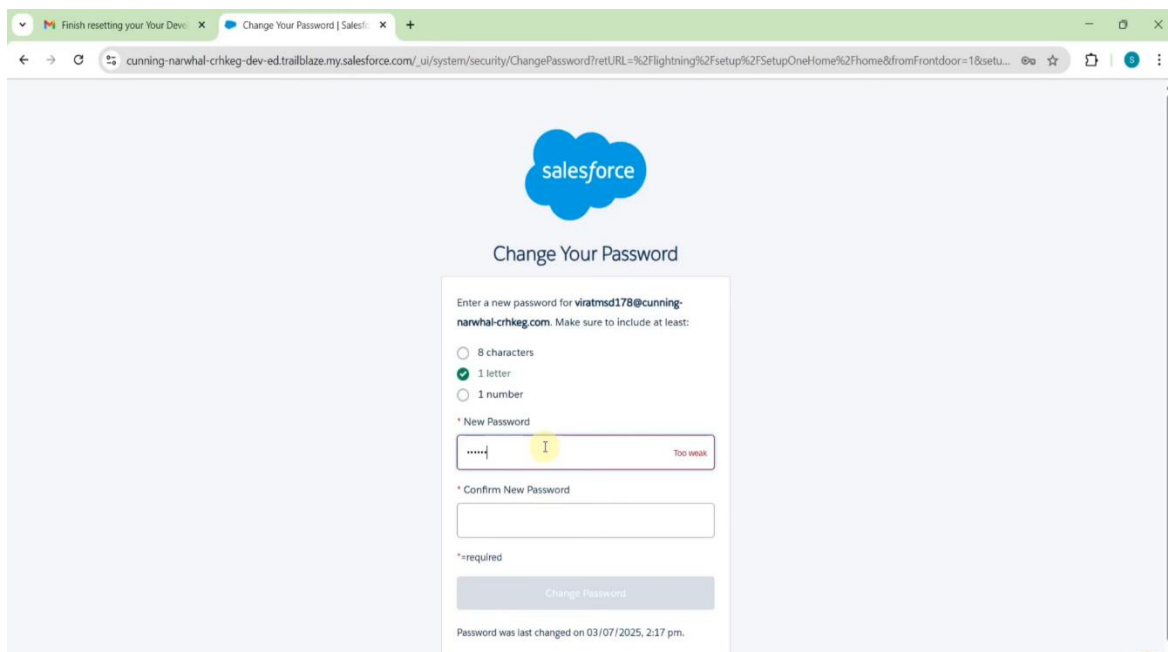 Finish resetting your Your Deve
Change Your Password | Salesfo
cunning-narwhal-crhkeg-dev-ed.trailblaze.my.salesforce.com/_ui/system/security/ChangePassword?retURL=%2Flightning%2Fsetup%2FSetupOneHome%2Fhome&fromFrontdoor=1&setu...
S
salesforce
Change Your Password
Enter a new password for viratmsd178@cunning-
narwhal-crhkeg.com. Make sure to include at least:
8 characters
1 letter
1 number
* New Password
••••••
Too weak
* Confirm New Password
*=required
Change Password
Password was last changed on 03/07/2025, 2:17 pm.